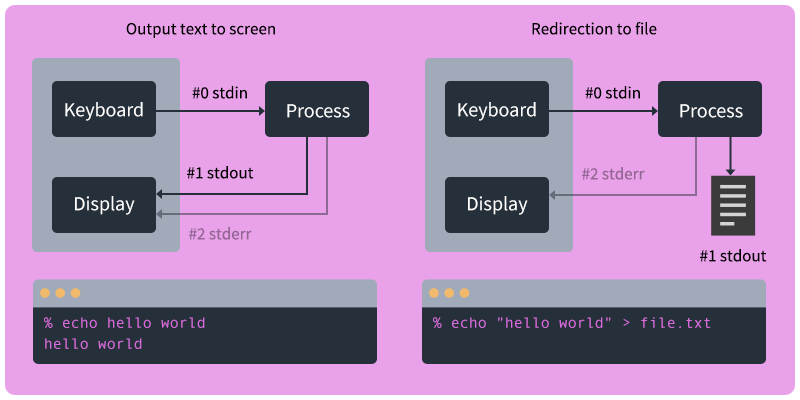 Output text to screen
Keyboard
#0 stdin
Process
#1 stdout
Display
#2 stderr
% echo hello world
hello world
Redirection to file
Keyboard
#0 stdin
Process
#2 stderr
Display
#1 stdout
% echo "hello world" > file.txt